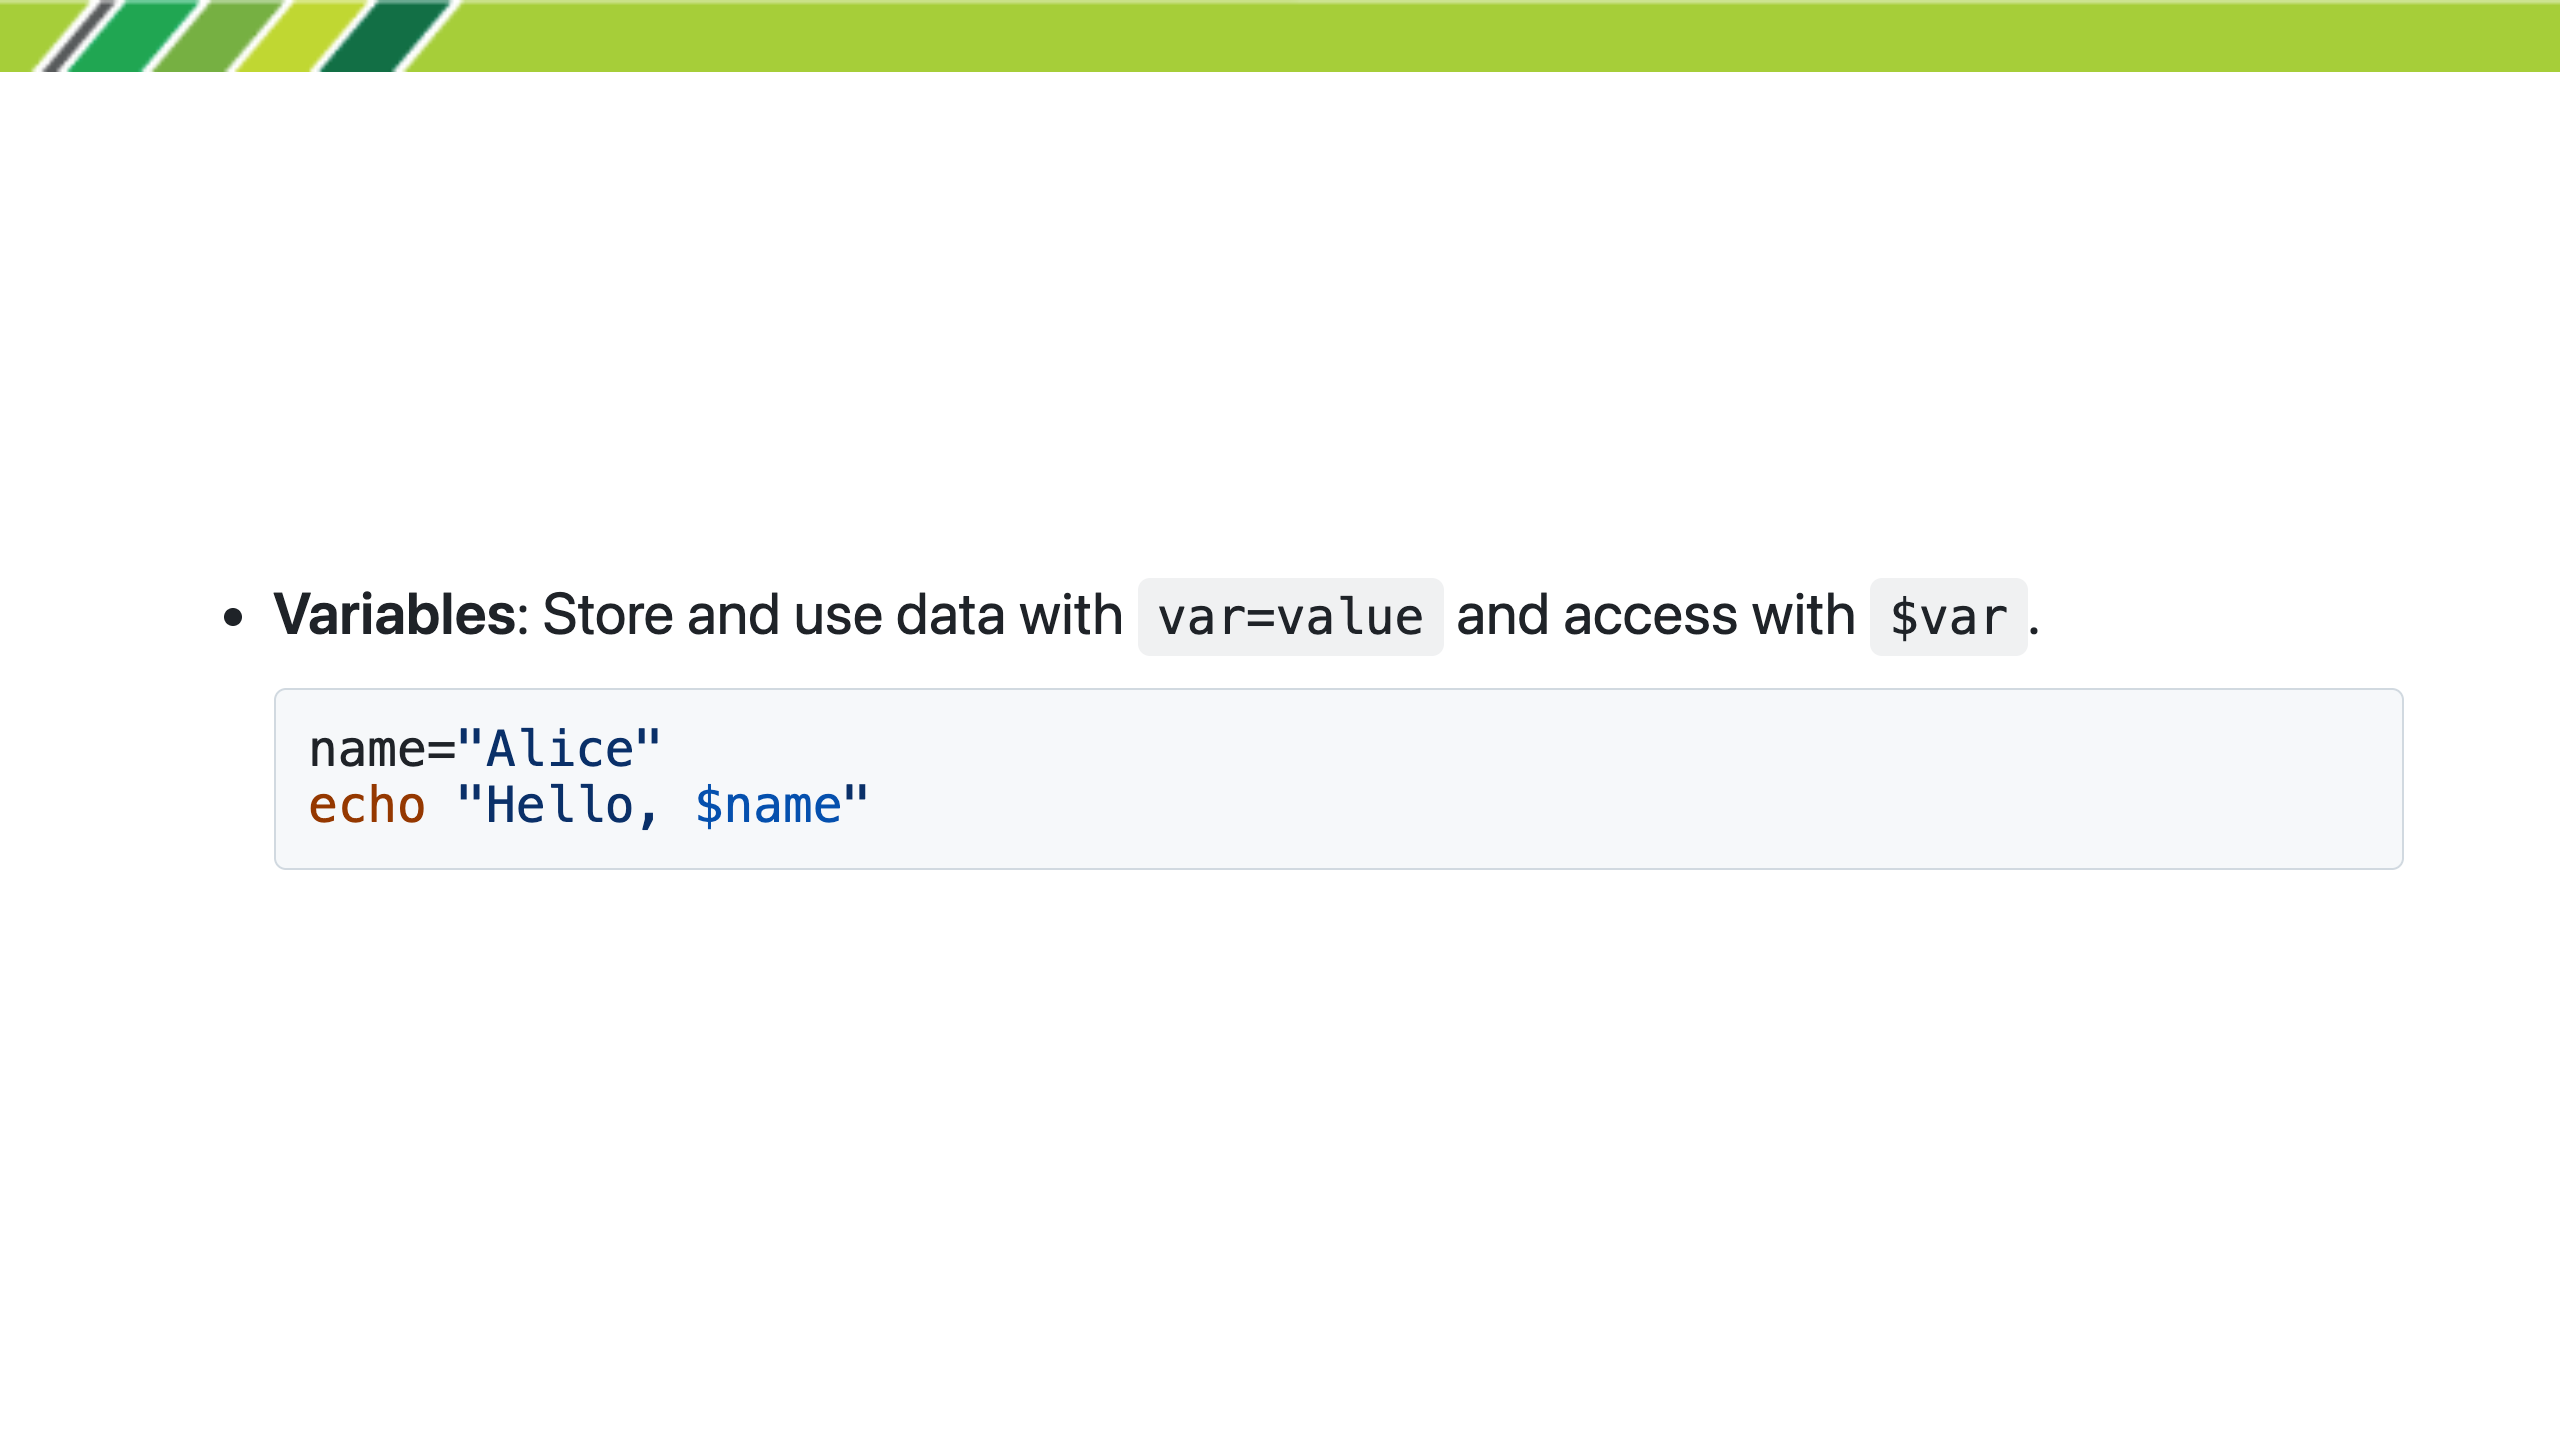 • Variables: Store and use data with var=value and access with $var.
name="Alice"
echo "Hello, $name"